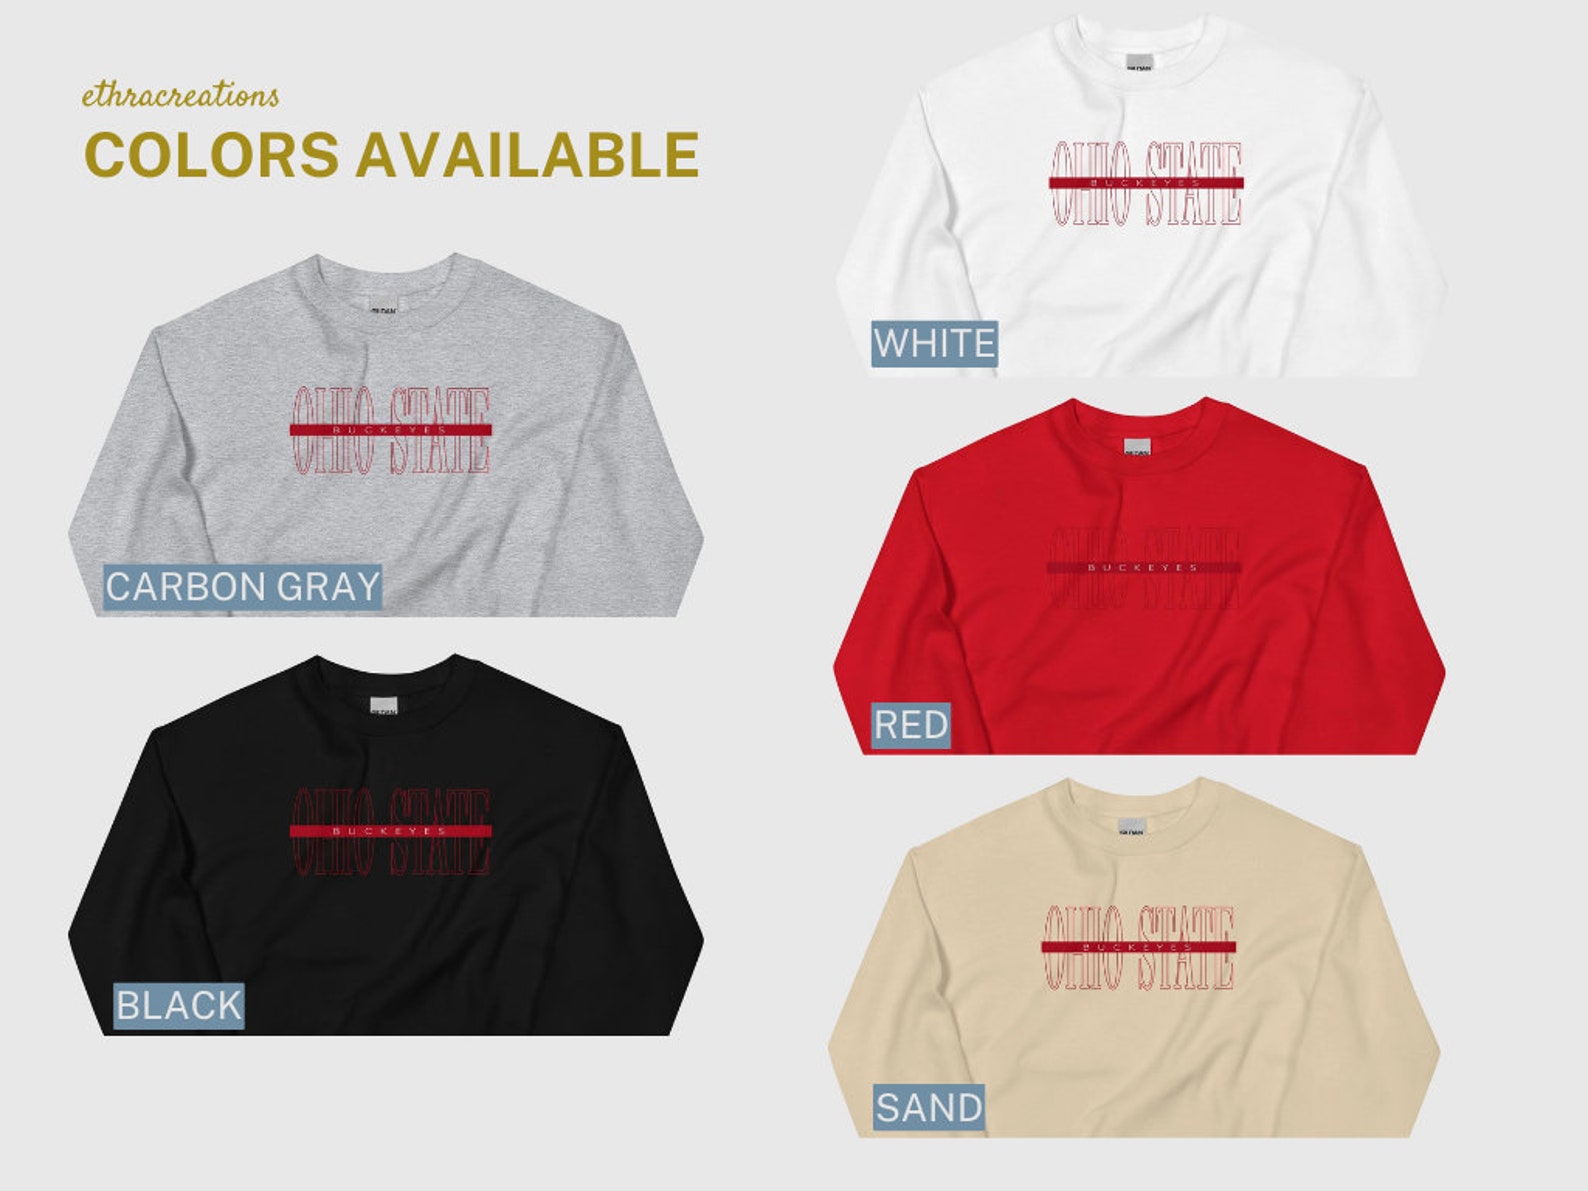 ethracreations
COLORS AVAILABLE
OHIO STATE
BUCKEYES
CARBON GRAY
OHIO STATE
BUCKEYES
BLACK
OHIO STATE
BUCKEYES
WHITE
OHIO STATE
BUCKEYES
RED
OHIO STATE
BUCKEYES
SAND